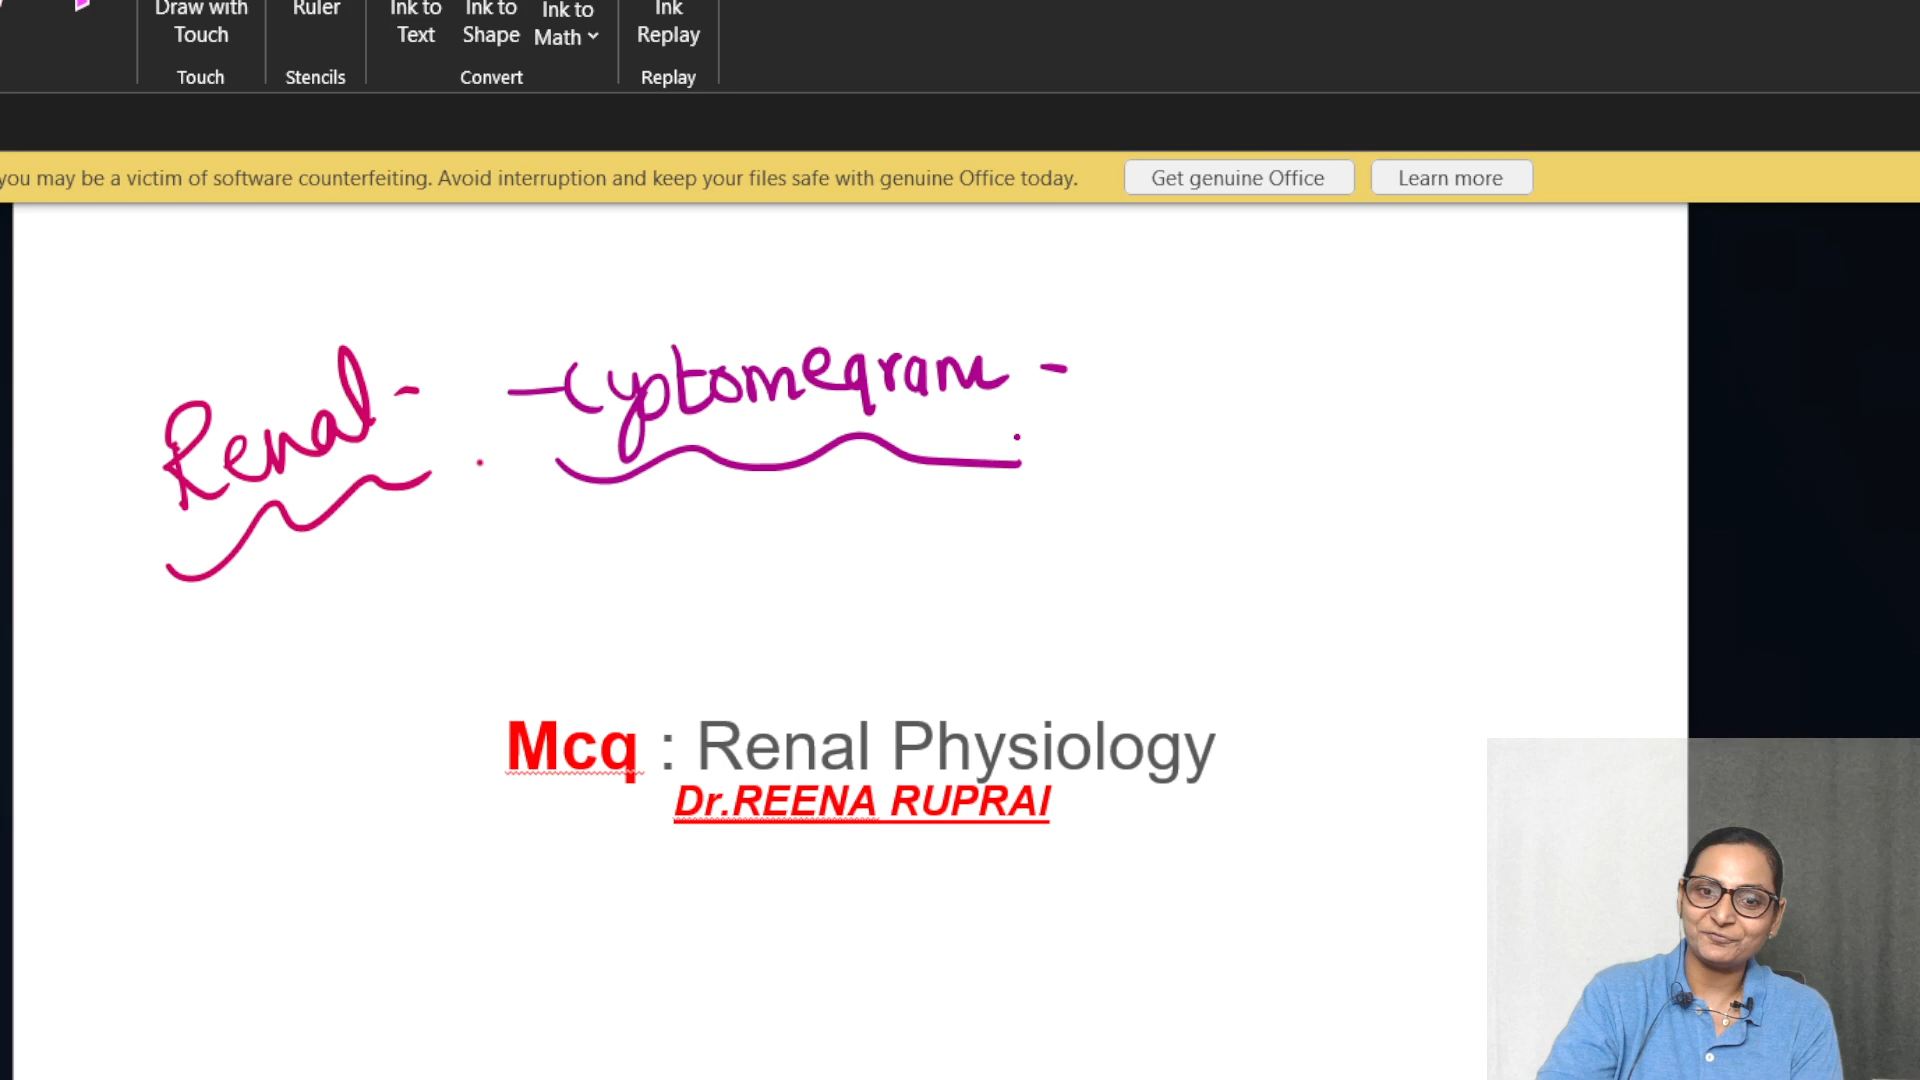 Draw with Touch
Ruler
Ink to Text
Ink to Shape
Ink to Math
Ink Replay
Touch
Stencils
Convert
Replay
you may be a victim of software counterfeiting. Avoid interruption and keep your files safe with genuine Office today.
Get genuine Office
Learn more
Renal - - Cyptomegram -
Mcq : Renal Physiology
Dr.REENA RUPRAI